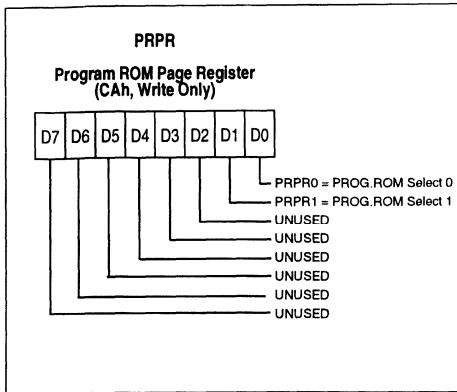 PRPR
Program ROM Page Register
(CAh, Write Only)
D7 D6 D5 D4 D3 D2 D1 D0
PRPR0 = PROG.ROM Select 0
PRPR1 = PROG.ROM Select 1
UNUSED
UNUSED
UNUSED
UNUSED
UNUSED
UNUSED